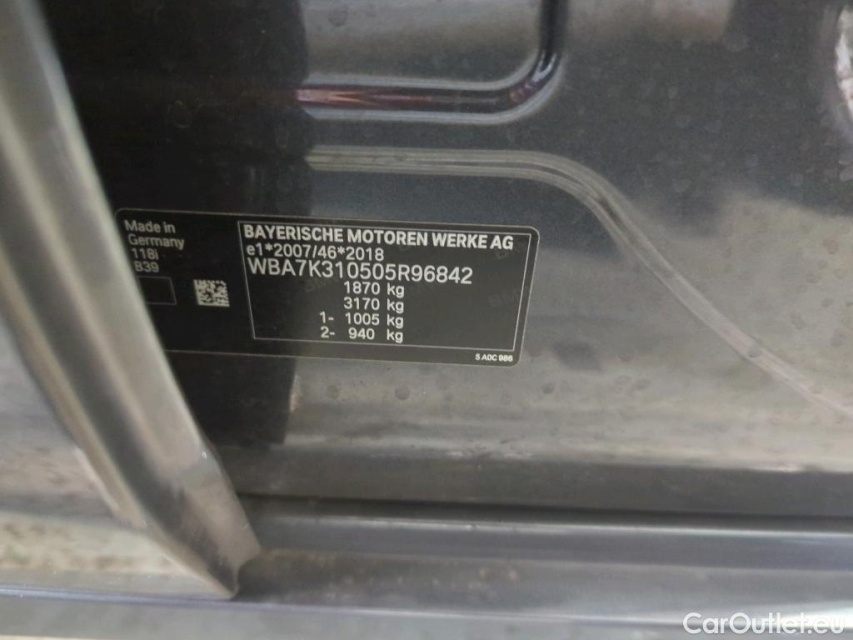 Made in
Germany
118i
B39
BAYERISCHE MOTOREN WERKE AG
e1*2007/46*2018
WBA7K310505R96842
1870 kg
3170 kg
1- 1005 kg
2- 940 kg
5 A0C 986
CarOutlet.eu